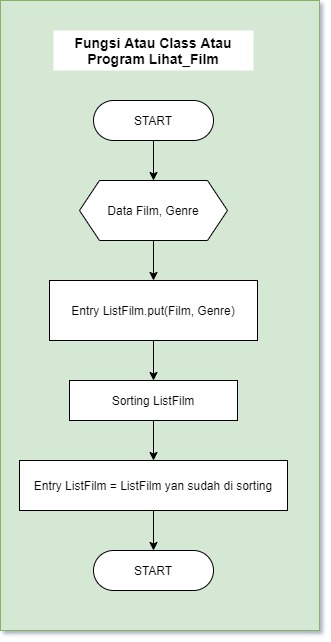 Fungsi Atau Class Atau
Program Lihat_Film
START
Data Film, Genre
Entry ListFilm.put(Film, Genre)
Sorting ListFilm
Entry ListFilm = ListFilm yan sudah di sorting
START